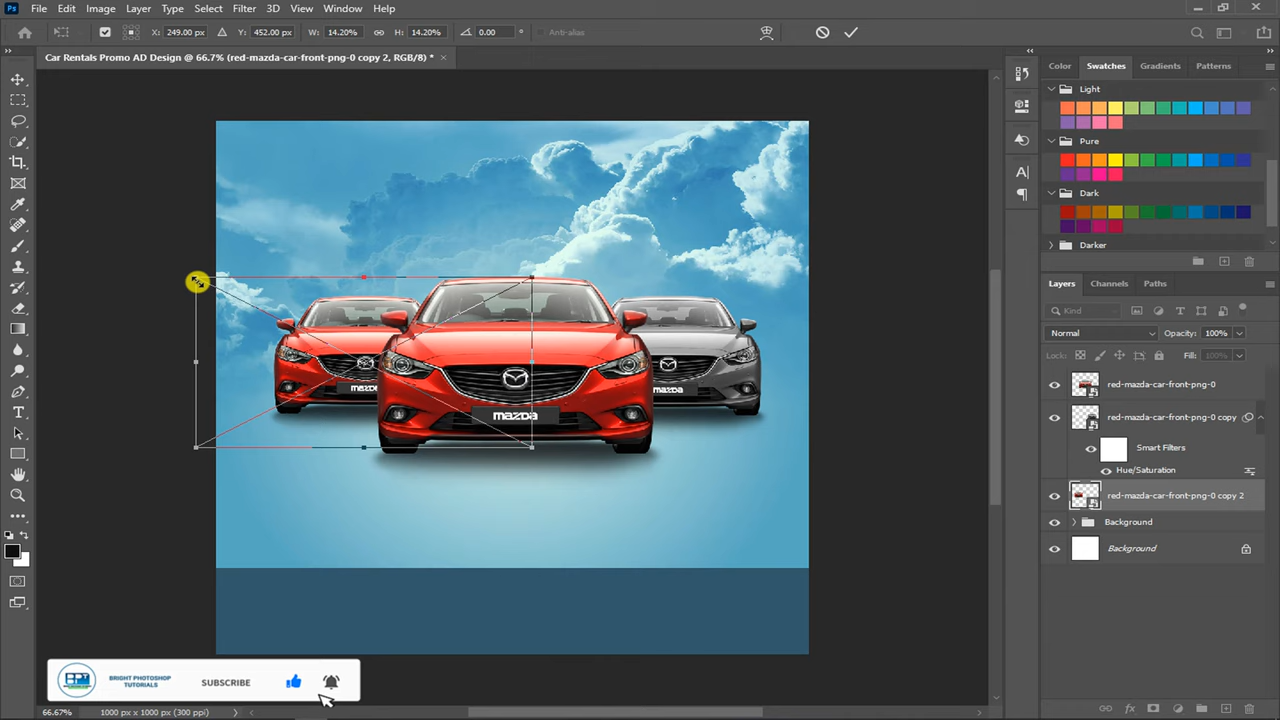 Ps File Edit Image Layer Type Select Filter 3D View Window Help
X: 249.00 px Y: 452.00 px W: 14.20% H: 14.20% 0.00 ° Anti-alias
Car Rentals Promo AD Design @ 66.7% (red-mazda-car-front-png-0 copy 2, RGB/8) *
Color Swatches Gradients Patterns
Light
Pure
Dark
Darker
Layers Channels Paths
Kind
Normal Opacity: 100%
Lock: Fill: 100%
red-mazda-car-front-png-0
red-mazda-car-front-png-0 copy
Smart Filters
Hue/Saturation
red-mazda-car-front-png-0 copy 2
Background
Background
mazda
mazda
mazda
BPT
BRIGHT PHOTOSHOP
TUTORIALS
SUBSCRIBE
66.67% 1000 px x 1000 px (300 ppi)